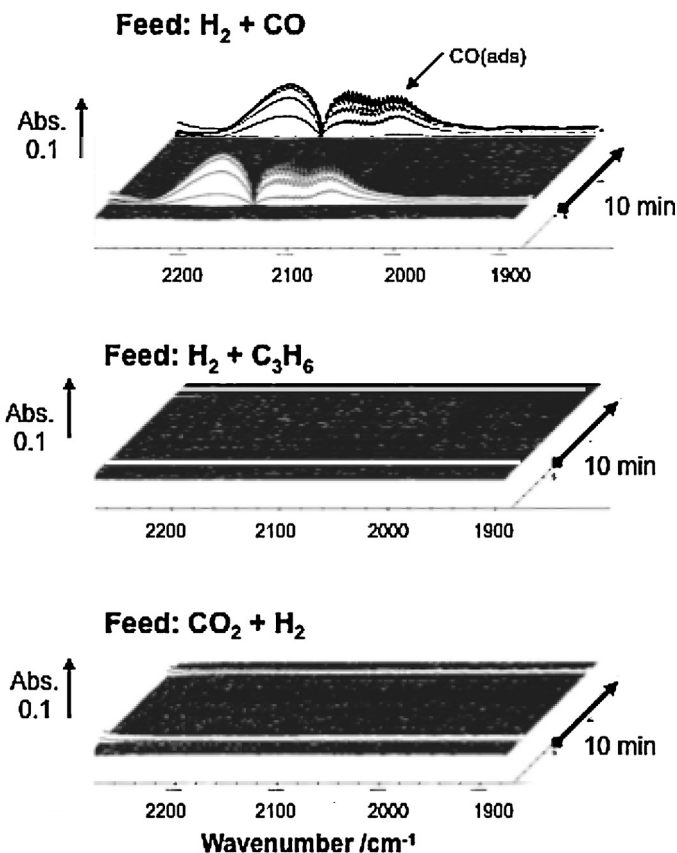 Feed: H₂ + CO
CO(ads)
Abs.
0.1
10 min
2200 2100 2000 1900
Feed: H₂ + C₃H₆
Abs.
0.1
10 min
2200 2100 2000 1900
Feed: CO₂ + H₂
Abs.
0.1
10 min
2200 2100 2000 1900
Wavenumber /cm⁻¹